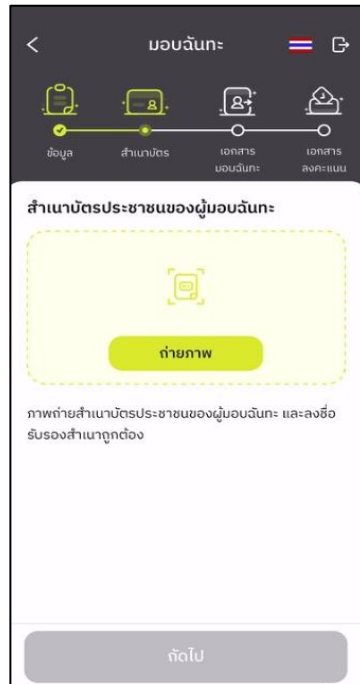 มอบฉันทะ
ข้อมูล
สำเนาบัตร
เอกสาร
มอบฉันทะ
เอกสาร
ลงคะแนน
สำเนาบัตรประชาชนของผู้มอบฉันทะ
ถ่ายภาพ
ภาพถ่ายสำเนาบัตรประชาชนของผู้มอบฉันทะ และลงชื่อ
รับรองสำเนาถูกต้อง
ถัดไป